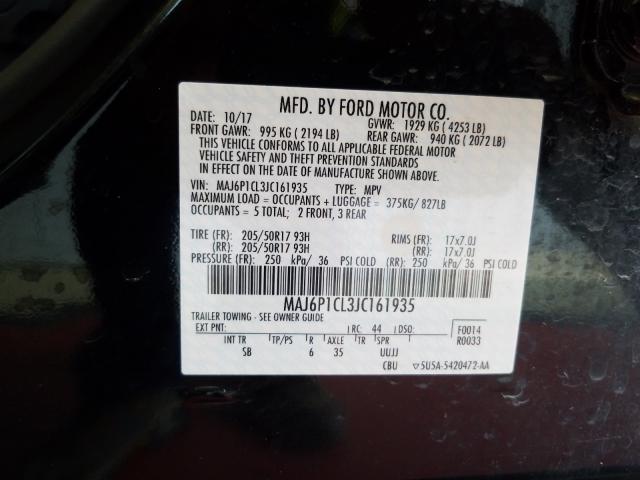 MFD. BY FORD MOTOR CO.
DATE: 10/17 GVWR: 1929 KG ( 4253 LB)
FRONT GAWR: 995 KG ( 2194 LB) REAR GAWR: 940 KG ( 2072 LB)
THIS VEHICLE CONFORMS TO ALL APPLICABLE FEDERAL MOTOR
VEHICLE SAFETY AND THEFT PREVENTION STANDARDS
IN EFFECT ON THE DATE OF MANUFACTURE SHOWN ABOVE.
VIN: MAJ6P1CL3JC161935 TYPE: MPV
MAXIMUM LOAD = OCCUPANTS + LUGGAGE = 375KG/ 827LB
OCCUPANTS = 5 TOTAL; 2 FRONT, 3 REAR
TIRE (FR): 205/50R17 93H RIMS (FR): 17x7.0J
(RR): 205/50R17 93H (RR): 17x7.0J
PRESSURE (FR): 250 kPa/ 36 PSI COLD (RR): 250 kPa/ 36 PSI COLD
MAJ6P1CL3JC161935
TRAILER TOWING - SEE OWNER GUIDE
EXT PNT: RC: 44 DSO: F0014
INT TR TP/PS R AXLE TR SPR R0033
SB 6 35 UUJJ
CBU ▽5U5A-5420472-AA